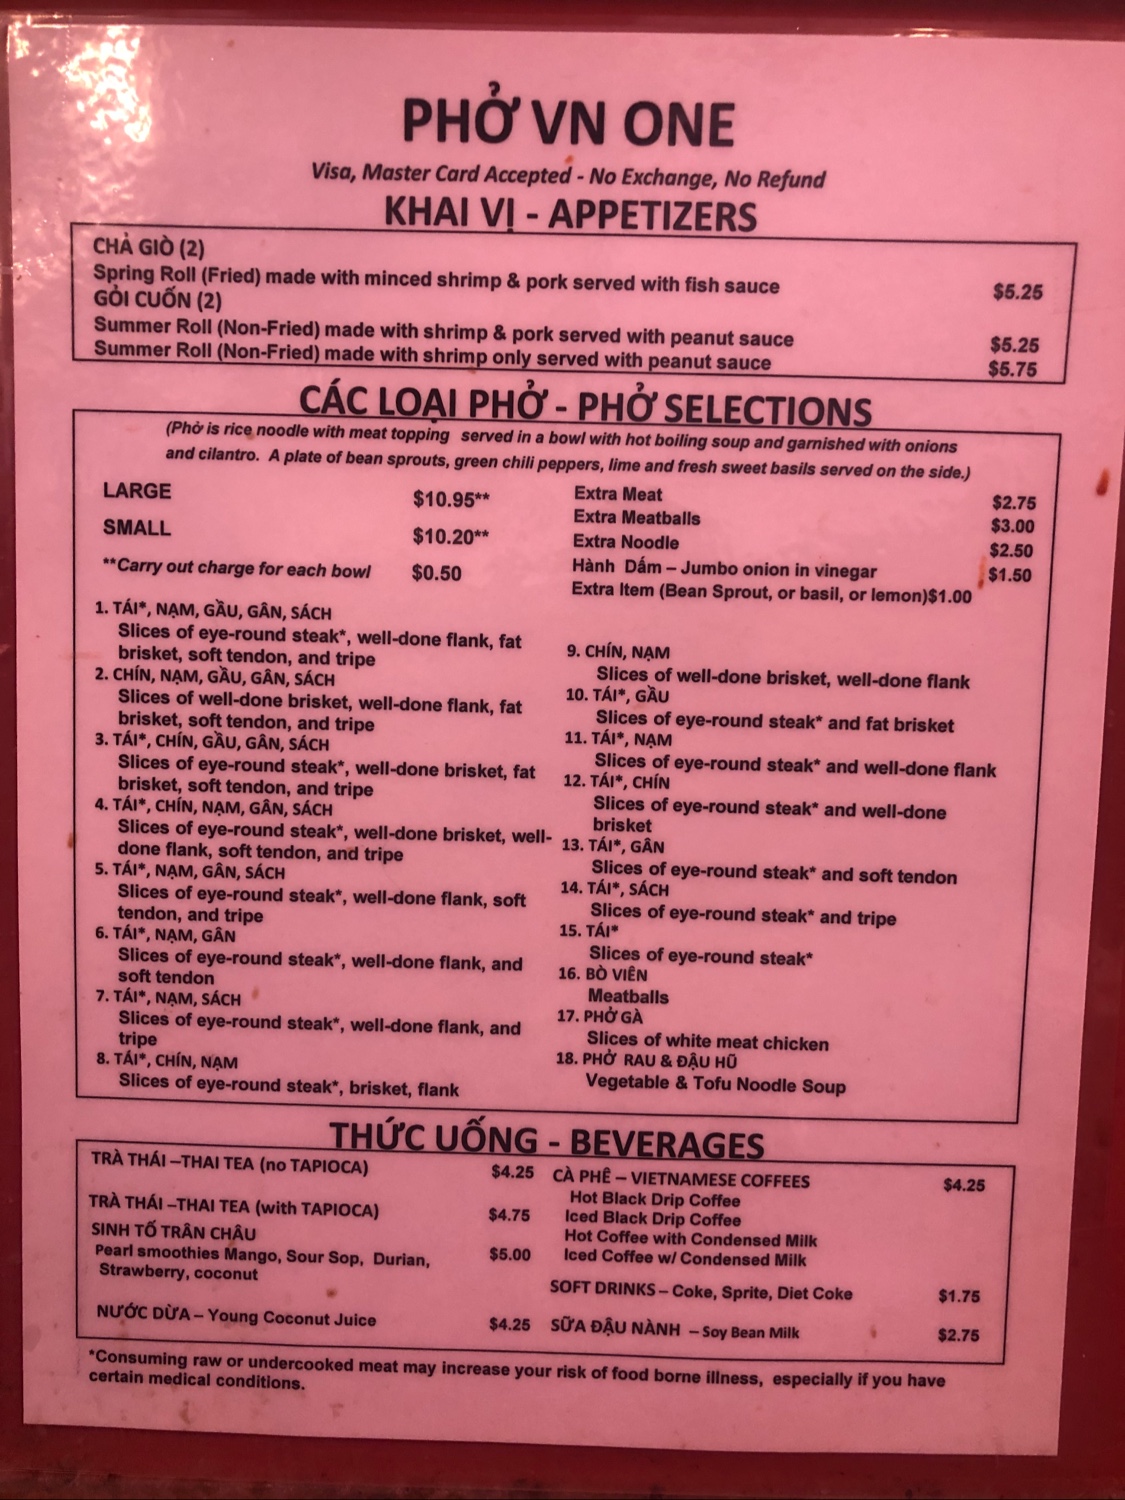 PHỞ VN ONE
Visa, Master Card Accepted - No Exchange, No Refund
KHAI VỊ - APPETIZERS
CHẢ GIÒ (2)
Spring Roll (Fried) made with minced shrimp & pork served with fish sauce $5.25
GỎI CUỐN (2)
Summer Roll (Non-Fried) made with shrimp & pork served with peanut sauce $5.25
Summer Roll (Non-Fried) made with shrimp only served with peanut sauce $5.75
CÁC LOẠI PHỞ - PHỞ SELECTIONS
(Phở is rice noodle with meat topping served in a bowl with hot boiling soup and garnished with onions
and cilantro. A plate of bean sprouts, green chili peppers, lime and fresh sweet basils served on the side.)
LARGE $10.95**
SMALL $10.20**
**Carry out charge for each bowl $0.50
Extra Meat $2.75
Extra Meatballs $3.00
Extra Noodle $2.50
Hành Dấm – Jumbo onion in vinegar $1.50
Extra Item (Bean Sprout, or basil, or lemon)$1.00
1. TÁI*, NẠM, GẦU, GÂN, SÁCH
Slices of eye-round steak*, well-done flank, fat
brisket, soft tendon, and tripe
2. CHÍN, NẠM, GẦU, GÂN, SÁCH
Slices of well-done brisket, well-done flank, fat
brisket, soft tendon, and tripe
3. TÁI*, CHÍN, GẦU, GÂN, SÁCH
Slices of eye-round steak*, well-done brisket, fat
brisket, soft tendon, and tripe
4. TÁI*, CHÍN, NẠM, GÂN, SÁCH
Slices of eye-round steak*, well-done brisket, well-
done flank, soft tendon, and tripe
5. TÁI*, NẠM, GÂN, SÁCH
Slices of eye-round steak*, well-done flank, soft
tendon, and tripe
6. TÁI*, NẠM, GÂN
Slices of eye-round steak*, well-done flank, and
soft tendon
7. TÁI*, NẠM, SÁCH
Slices of eye-round steak*, well-done flank, and
tripe
8. TÁI*, CHÍN, NẠM
Slices of eye-round steak*, brisket, flank
9. CHÍN, NẠM
Slices of well-done brisket, well-done flank
10. TÁI*, GẦU
Slices of eye-round steak* and fat brisket
11. TÁI*, NẠM
Slices of eye-round steak* and well-done flank
12. TÁI*, CHÍN
Slices of eye-round steak* and well-done
brisket
13. TÁI*, GÂN
Slices of eye-round steak* and soft tendon
14. TÁI*, SÁCH
Slices of eye-round steak* and tripe
15. TÁI*
Slices of eye-round steak*
16. BÒ VIÊN
Meatballs
17. PHỞ GÀ
Slices of white meat chicken
18. PHỞ RAU & ĐẬU HŨ
Vegetable & Tofu Noodle Soup
THỨC UỐNG - BEVERAGES
TRÀ THÁI –THAI TEA (no TAPIOCA) $4.25
TRÀ THÁI –THAI TEA (with TAPIOCA) $4.75
SINH TỐ TRÂN CHÂU
Pearl smoothies Mango, Sour Sop, Durian, $5.00
Strawberry, coconut
NƯỚC DỪA – Young Coconut Juice $4.25
CÀ PHÊ – VIETNAMESE COFFEES $4.25
Hot Black Drip Coffee
Iced Black Drip Coffee
Hot Coffee with Condensed Milk
Iced Coffee w/ Condensed Milk
SOFT DRINKS – Coke, Sprite, Diet Coke $1.75
SỮA ĐẬU NÀNH – Soy Bean Milk $2.75
*Consuming raw or undercooked meat may increase your risk of food borne illness, especially if you have
certain medical conditions.